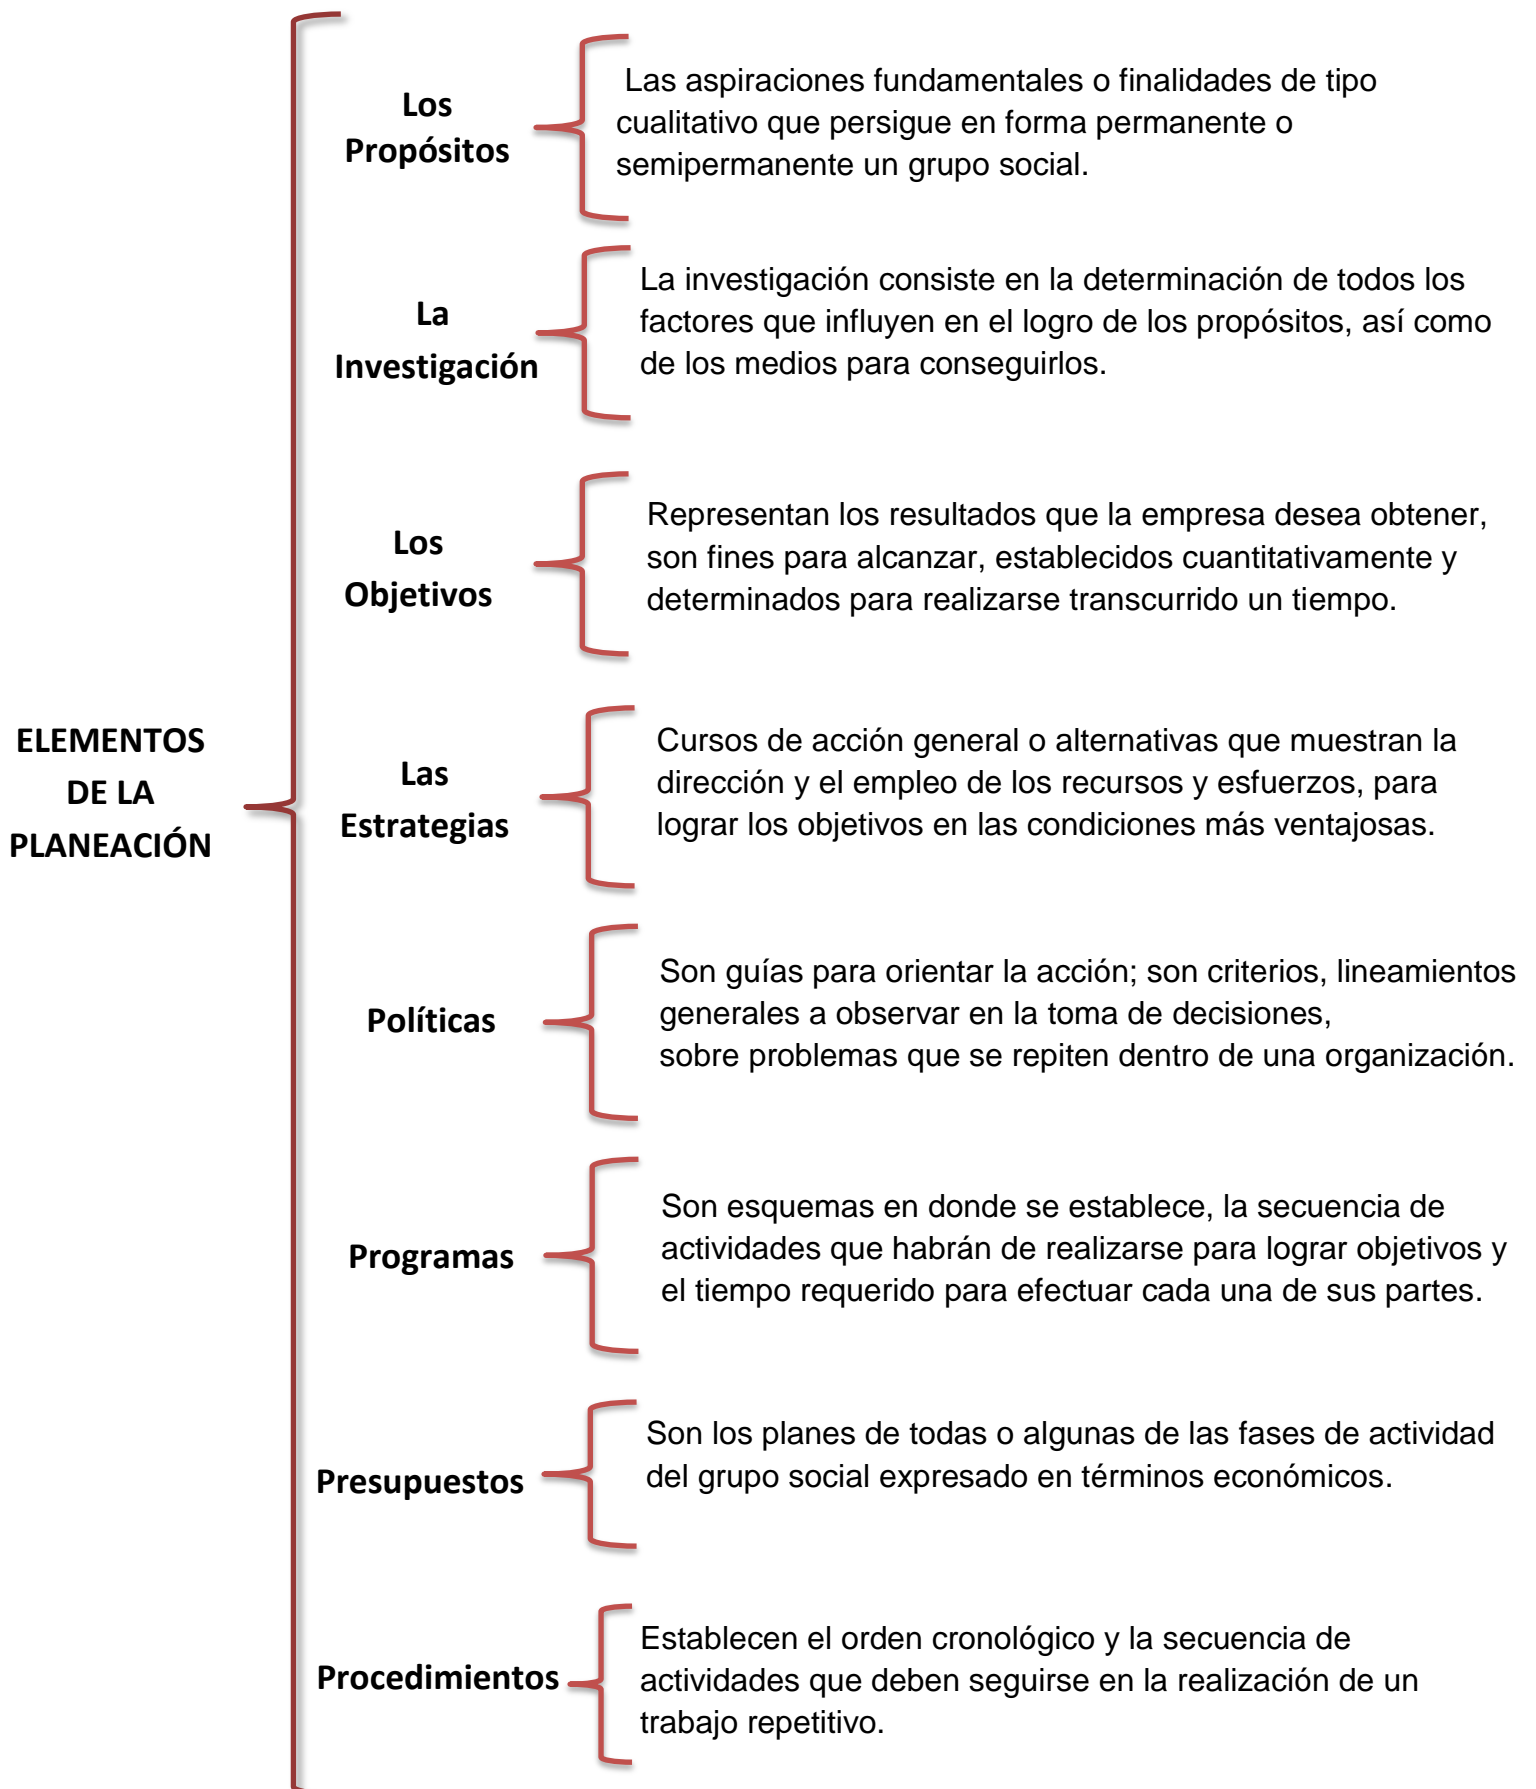 ELEMENTOS
DE LA
PLANEACIÓN
Los
Propósitos
Las aspiraciones fundamentales o finalidades de tipo
cualitativo que persigue en forma permanente o
semipermanente un grupo social.
La
Investigación
La investigación consiste en la determinación de todos los
factores que influyen en el logro de los propósitos, así como
de los medios para conseguirlos.
Los
Objetivos
Representan los resultados que la empresa desea obtener,
son fines para alcanzar, establecidos cuantitativamente y
determinados para realizarse transcurrido un tiempo.
Las
Estrategias
Cursos de acción general o alternativas que muestran la
dirección y el empleo de los recursos y esfuerzos, para
lograr los objetivos en las condiciones más ventajosas.
Políticas
Son guías para orientar la acción; son criterios, lineamientos
generales a observar en la toma de decisiones,
sobre problemas que se repiten dentro de una organización.
Programas
Son esquemas en donde se establece, la secuencia de
actividades que habrán de realizarse para lograr objetivos y
el tiempo requerido para efectuar cada una de sus partes.
Presupuestos
Son los planes de todas o algunas de las fases de actividad
del grupo social expresado en términos económicos.
Procedimientos
Establecen el orden cronológico y la secuencia de
actividades que deben seguirse en la realización de un
trabajo repetitivo.